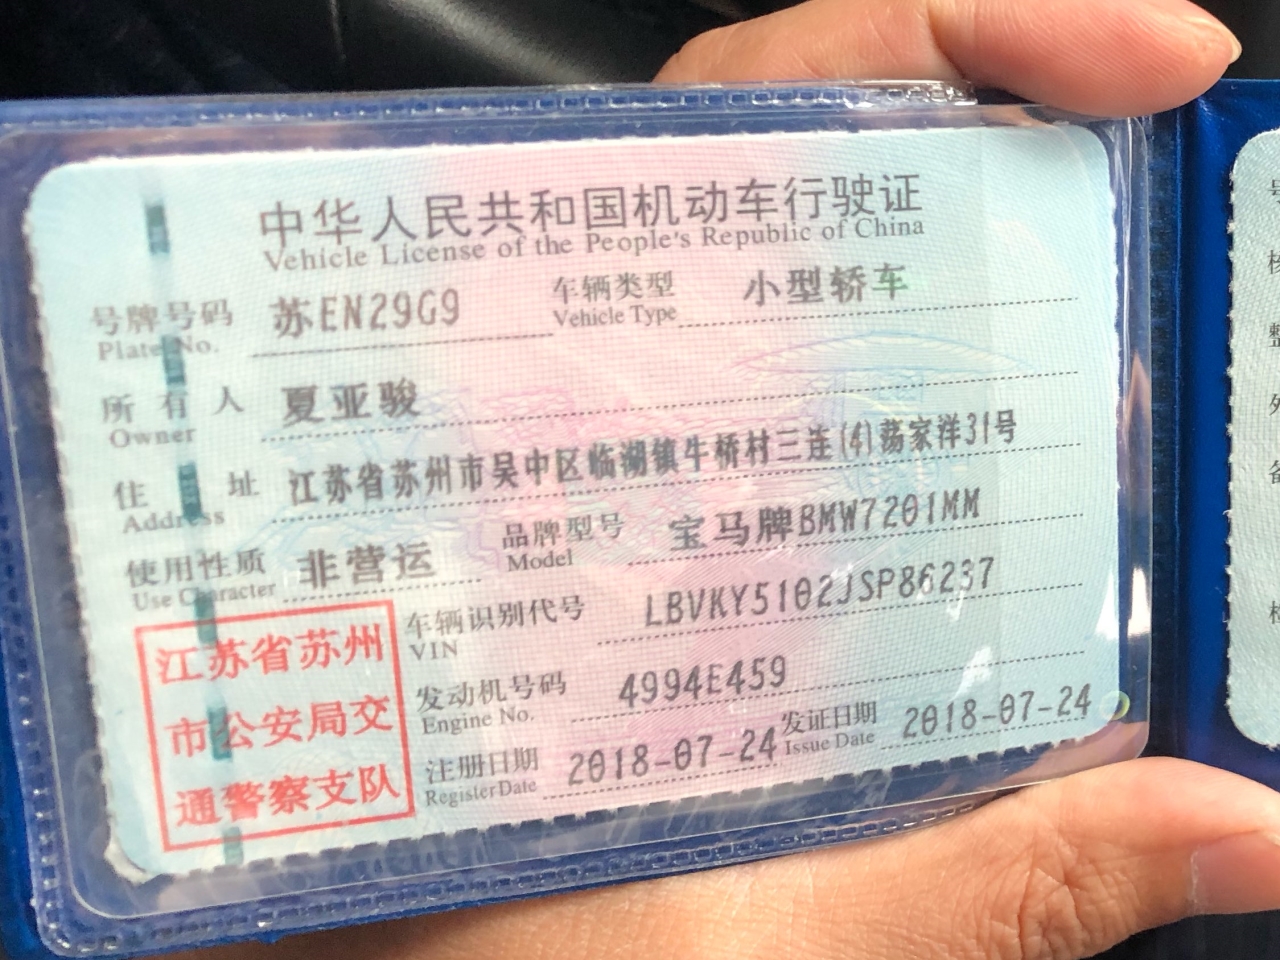 中华人民共和国机动车行驶证
Vehicle License of the People's Republic of China
号牌号码 苏EN29G9 车辆类型 小型轿车
Plate No. Vehicle Type
所有人 夏亚骏
Owner
住址 江苏省苏州市吴中区临湖镇牛桥村三连(4)荡家洋31号
Address
使用性质 非营运 品牌型号 宝马牌BMW7201MM
Use Character Model
车辆识别代号 LBVKY5102JSP86237
VIN
发动机号码 4994E459
Engine No.
注册日期 2018-07-24 发证日期 2018-07-24
Register Date Issue Date
江苏省苏州
市公安局交
通警察支队